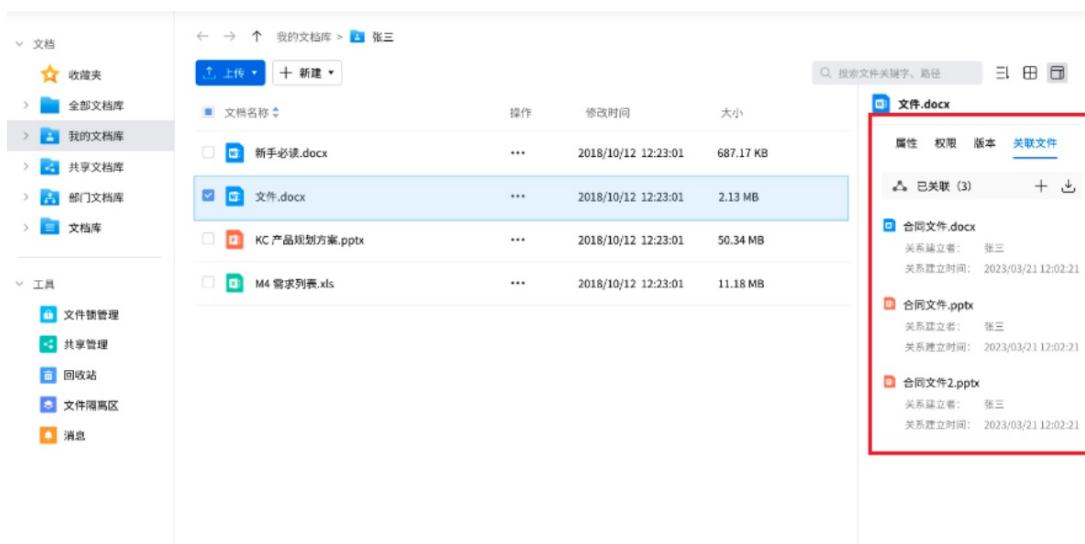 文档
收藏夹
全部文档库
我的文档库
共享文档库
部门文档库
文档库
工具
文件锁管理
共享管理
回收站
文件隔离区
消息
我的文档库 > 张三
上传 新建
搜索文件关键字、路径
文档名称 操作 修改时间 大小
新手必读.docx ••• 2018/10/12 12:23:01 687.17 KB
文件.docx ••• 2018/10/12 12:23:01 2.13 MB
KC 产品规划方案.pptx ••• 2018/10/12 12:23:01 50.34 MB
M4 需求列表.xls ••• 2018/10/12 12:23:01 11.18 MB
文件.docx
属性 权限 版本 关联文件
已关联 (3)
合同文件.docx
关系建立者: 张三
关系建立时间: 2023/03/21 12:02:21
合同文件.pptx
关系建立者: 张三
关系建立时间: 2023/03/21 12:02:21
合同文件2.pptx
关系建立者: 张三
关系建立时间: 2023/03/21 12:02:21